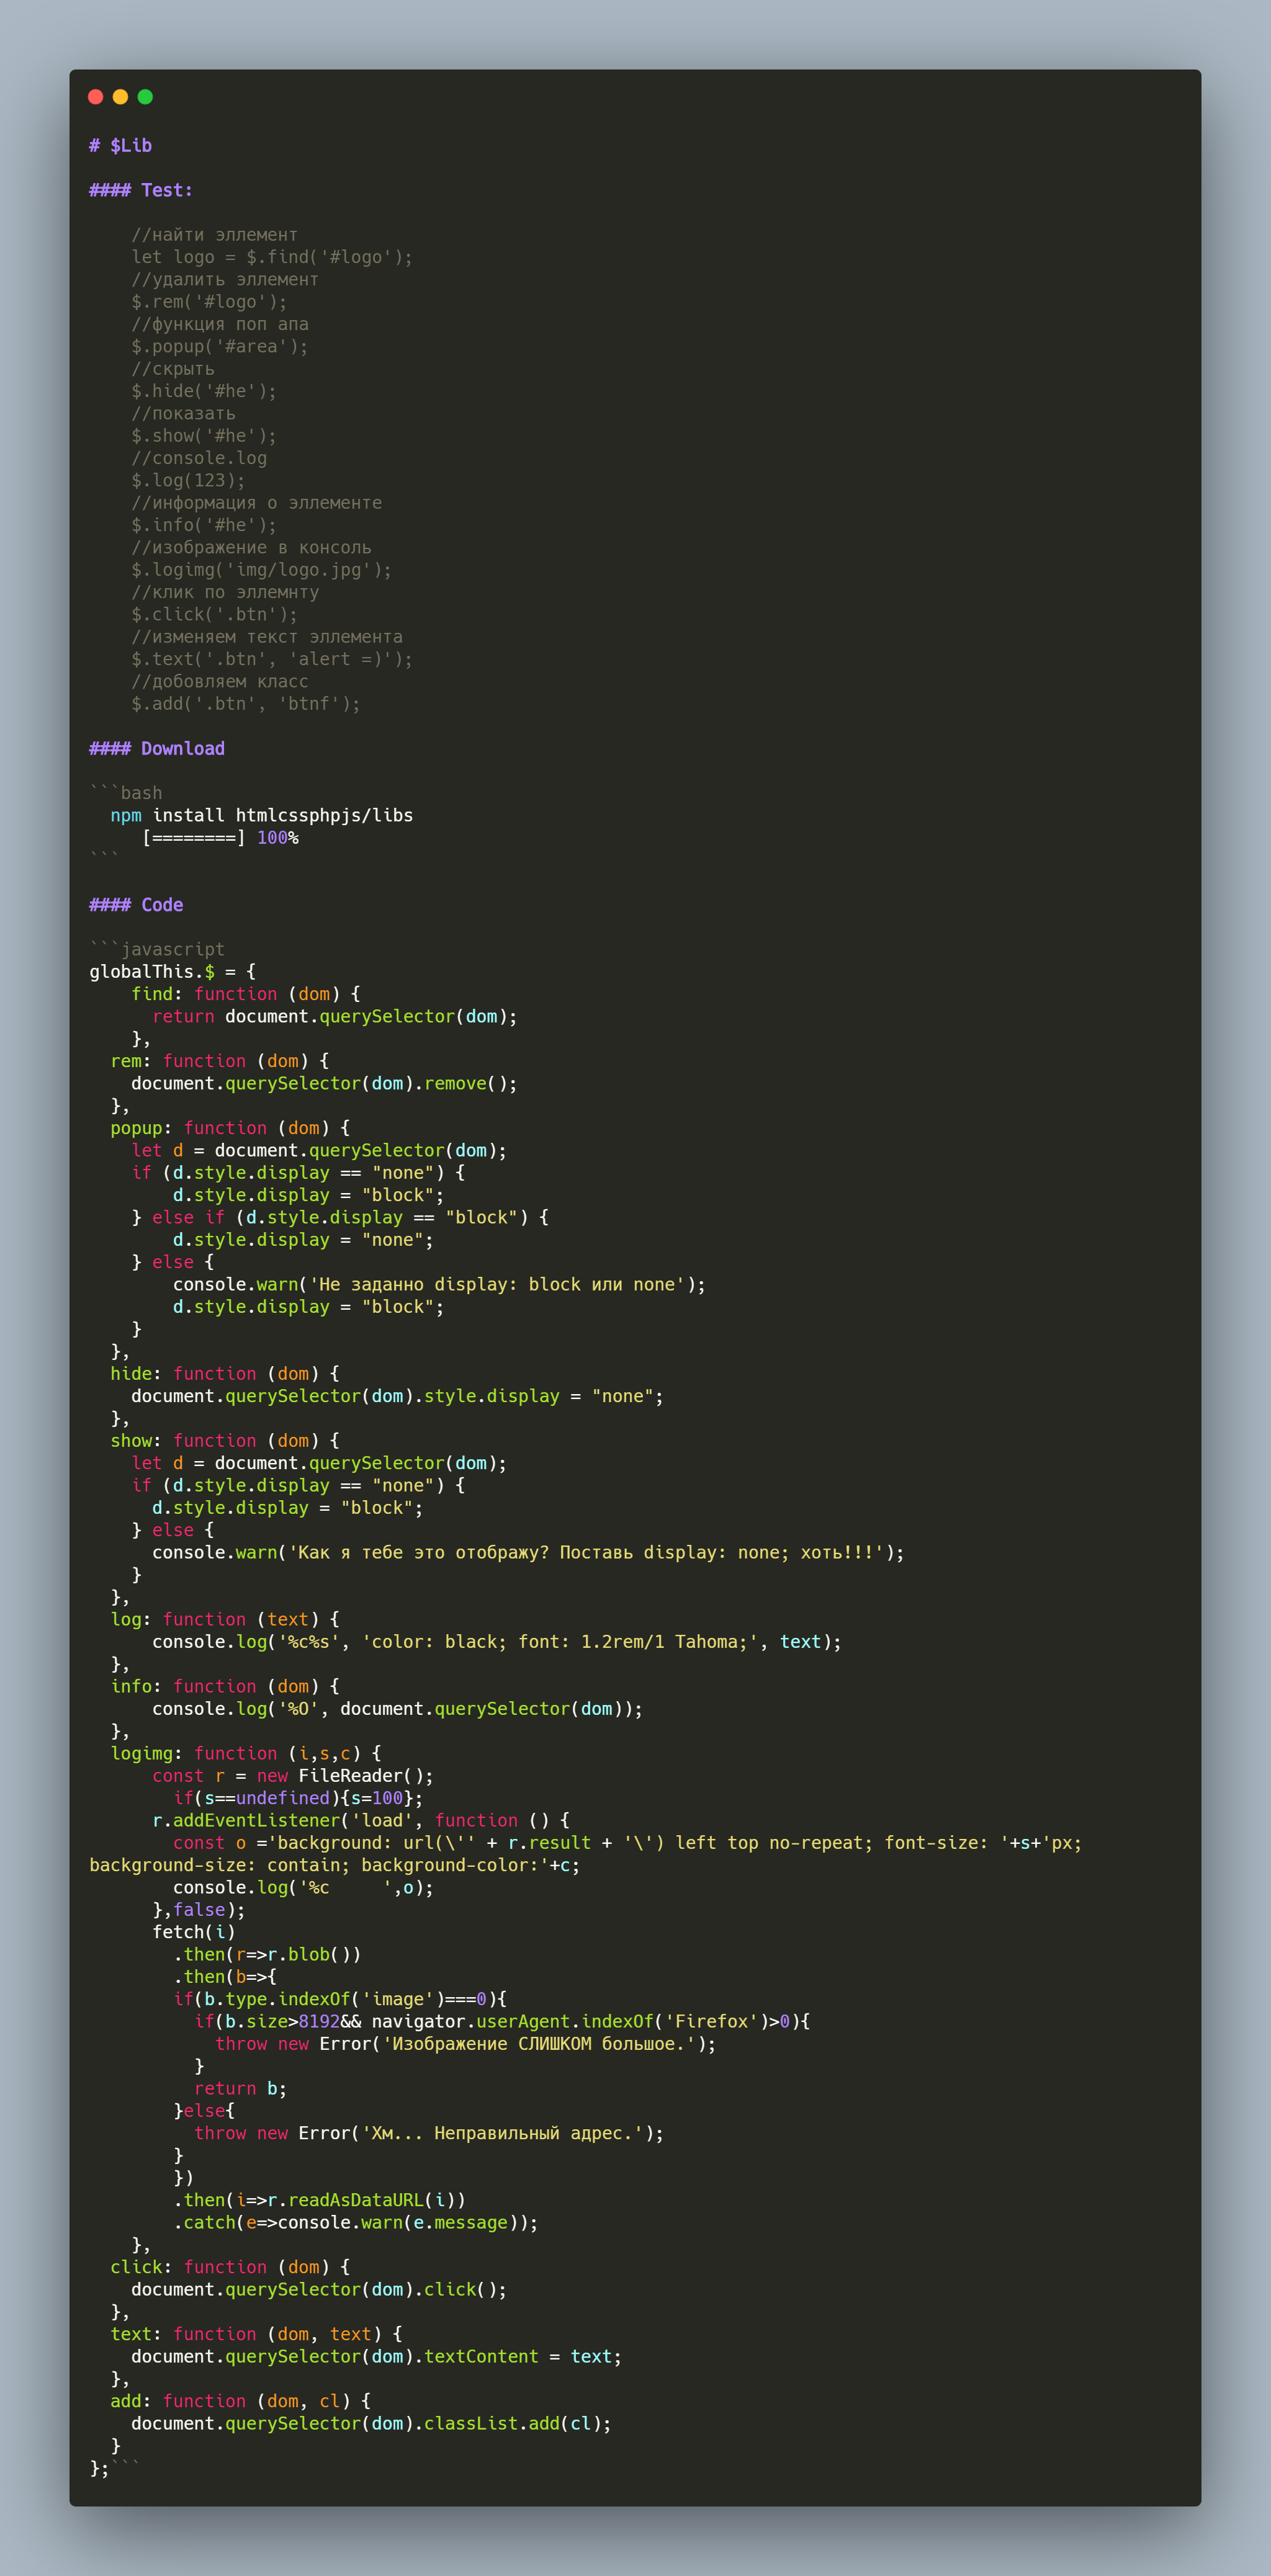 # $Lib

#### Test:

    //найти эллемент
    let logo = $.find('#logo');
    //удалить эллемент
    $.rem('#logo');
    //функция поп апа
    $.popup('#area');
    //скрыть
    $.hide('#he');
    //показать
    $.show('#he');
    //console.log
    $.log(123);
    //информация о эллементе
    $.info('#he');
    //изображение в консоль
    $.logimg('img/logo.jpg');
    //клик по эллемнту
    $.click('.btn');
    //изменяем текст эллемента
    $.text('.btn', 'alert =)');
    //добовляем класс
    $.add('.btn', 'btnf');

#### Download

```bash
  npm install htmlcssphpjs/libs
     [========] 100%
```

#### Code

```javascript
globalThis.$ = {
    find: function (dom) {
      return document.querySelector(dom);
    },
  rem: function (dom) {
    document.querySelector(dom).remove();
  },
  popup: function (dom) {
    let d = document.querySelector(dom);
    if (d.style.display == "none") {
        d.style.display = "block";
    } else if (d.style.display == "block") {
        d.style.display = "none";
    } else {
        console.warn('Не заданно display: block или none');
        d.style.display = "block";
    }
  },
  hide: function (dom) {
    document.querySelector(dom).style.display = "none";
  },
  show: function (dom) {
    let d = document.querySelector(dom);
    if (d.style.display == "none") {
      d.style.display = "block";
    } else {
      console.warn('Как я тебе это отображу? Поставь display: none; хоть!!!');
    }
  },
  log: function (text) {
      console.log('%c%s', 'color: black; font: 1.2rem/1 Tahoma;', text);
  },
  info: function (dom) {
      console.log('%O', document.querySelector(dom));
  },
  logimg: function (i,s,c) {
      const r = new FileReader();
        if(s==undefined){s=100};
      r.addEventListener('load', function () {
        const o ='background: url(\'' + r.result + '\') left top no-repeat; font-size: '+s+'px;
background-size: contain; background-color:'+c;
        console.log('%c     ',o);
      },false);
      fetch(i)
        .then(r=>r.blob())
        .then(b=>{
        if(b.type.indexOf('image')===0){
          if(b.size>8192&& navigator.userAgent.indexOf('Firefox')>0){
            throw new Error('Изображение СЛИШКОМ большое.');
          }
          return b;
        }else{
          throw new Error('Хм... Неправильный адрес.');
        }
        })
        .then(i=>r.readAsDataURL(i))
        .catch(e=>console.warn(e.message));
    },
  click: function (dom) {
    document.querySelector(dom).click();
  },
  text: function (dom, text) {
    document.querySelector(dom).textContent = text;
  },
  add: function (dom, cl) {
    document.querySelector(dom).classList.add(cl);
  }
};```